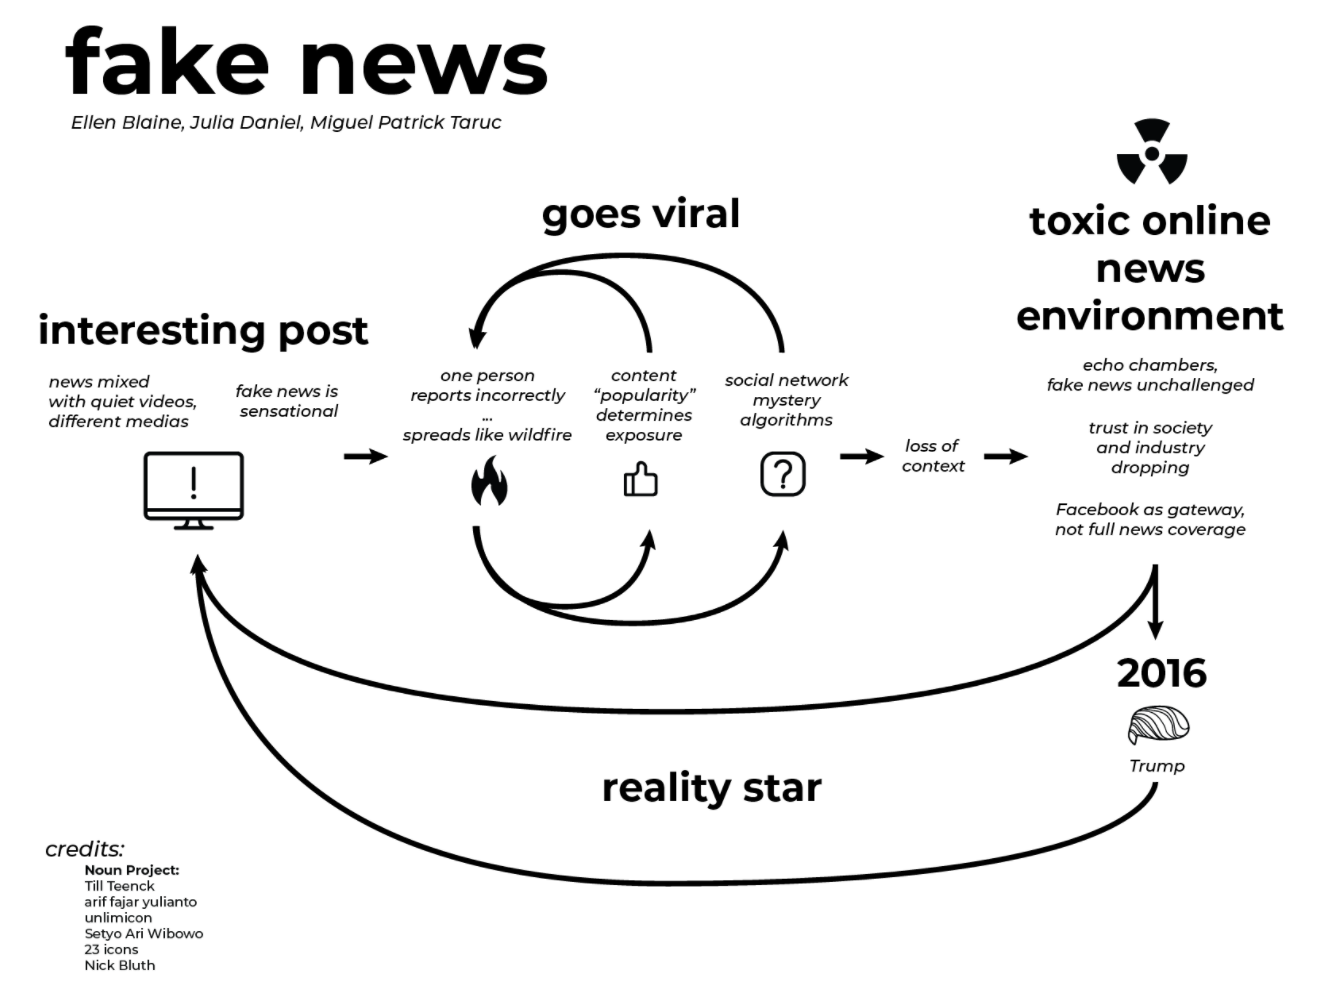 fake news
Ellen Blaine, Julia Daniel, Miguel Patrick Taruc
interesting post
news mixed
with quiet videos,
different medias
fake news is
sensational
!
goes viral
one person
reports incorrectly
...
spreads like wildfire
content
“popularity”
determines
exposure
social network
mystery
algorithms
?
loss of
context
toxic online
news
environment
echo chambers,
fake news unchallenged
trust in society
and industry
dropping
Facebook as gateway,
not full news coverage
2016
Trump
reality star
credits:
Noun Project:
Till Teenck
arif fajar yulianto
unlimicon
Setyo Ari Wibowo
23 icons
Nick Bluth